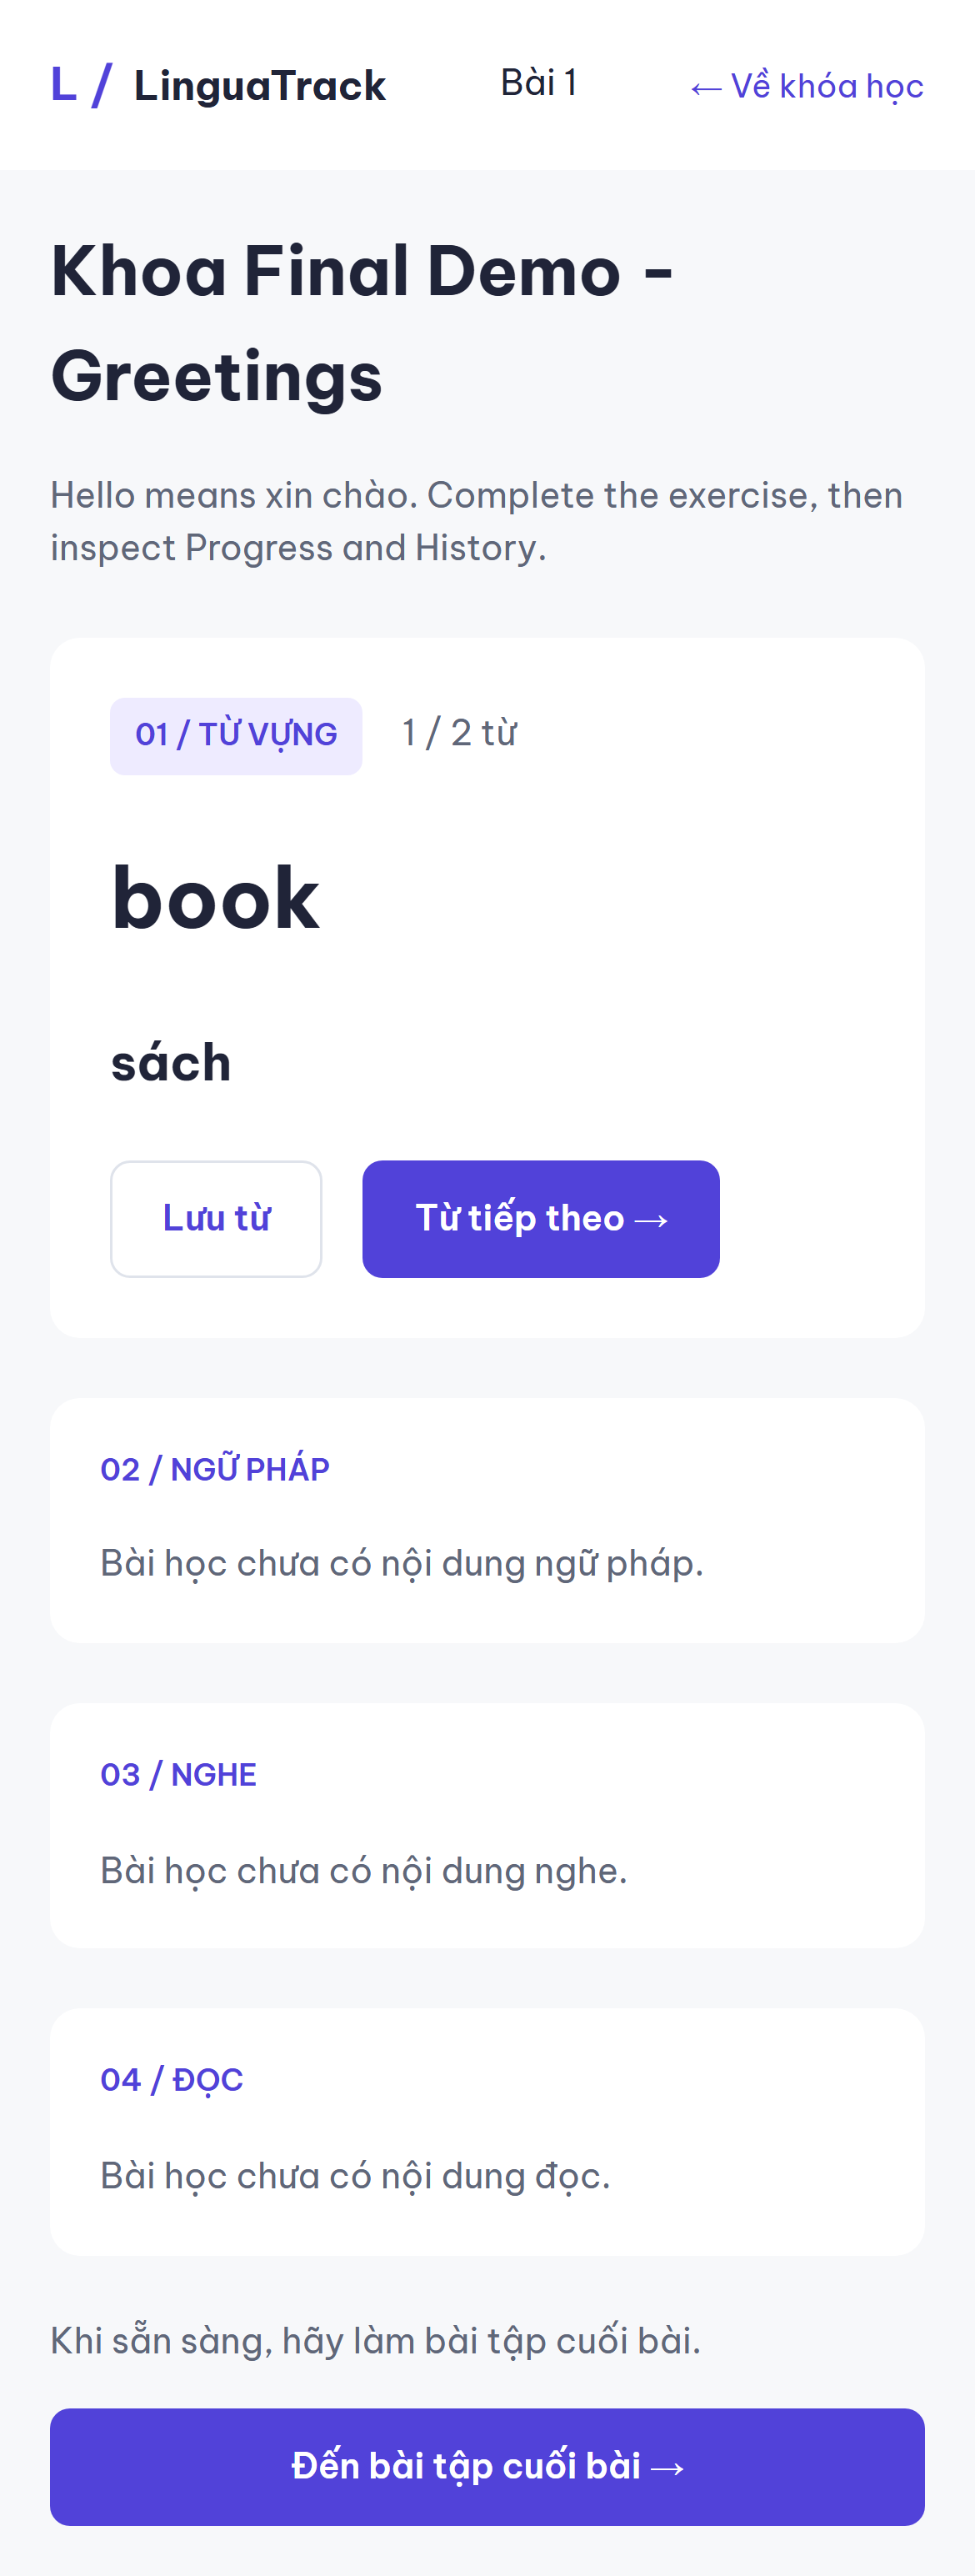 L / LinguaTrack Bài 1 ← Về khóa học
Khoa Final Demo -
Greetings
Hello means xin chào. Complete the exercise, then
inspect Progress and History.
01 / TỪ VỰNG 1 / 2 từ
book
sách
Lưu từ Từ tiếp theo →
02 / NGỮ PHÁP
Bài học chưa có nội dung ngữ pháp.
03 / NGHE
Bài học chưa có nội dung nghe.
04 / ĐỌC
Bài học chưa có nội dung đọc.
Khi sẵn sàng, hãy làm bài tập cuối bài.
Đến bài tập cuối bài →